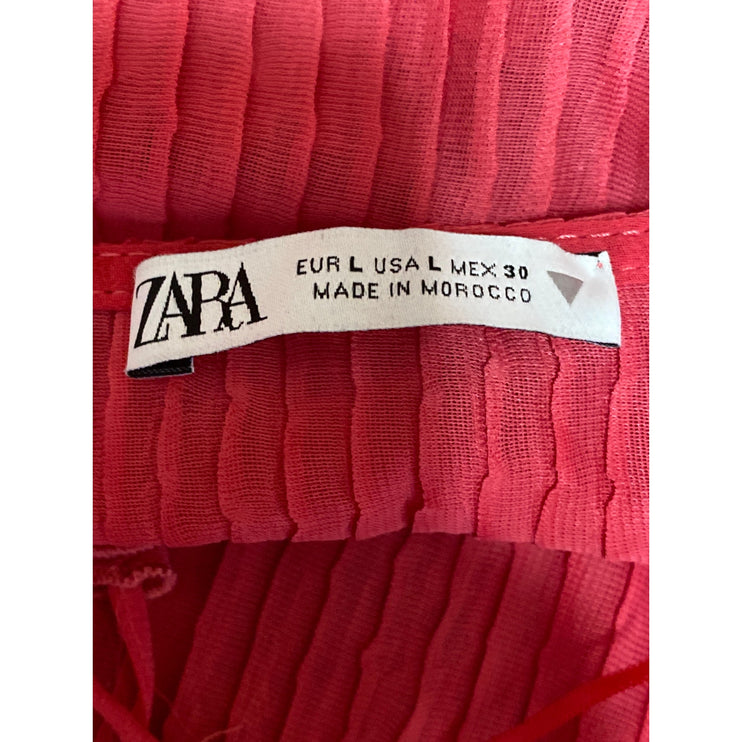 ZARA
EUR L USA L MEX 30
MADE IN MOROCCO